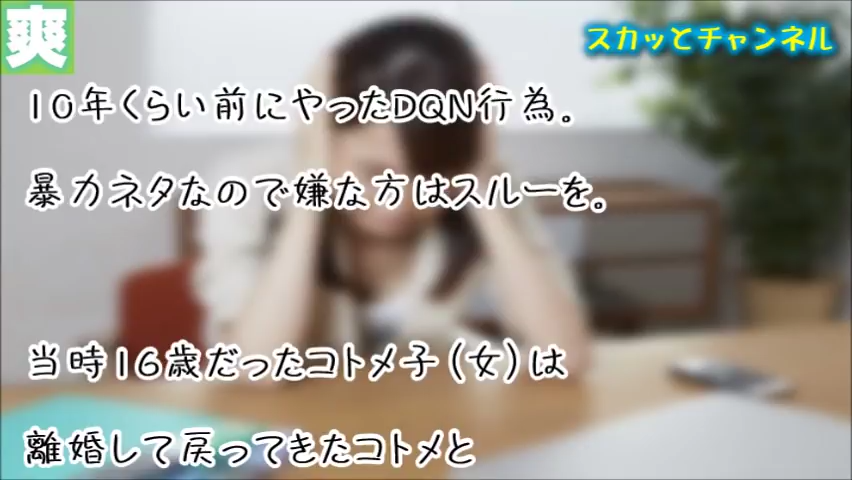 爽
スカッとチャンネル
10年くらい前にやったDQN行為。
暴力ネタなので嫌な方はスルーを。
当時16歳だったコトメ子(女)は
離婚して戻ってきたコトメと